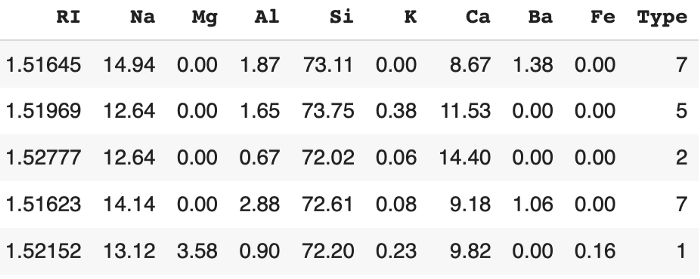 RI Na Mg Al Si K Ca Ba Fe Type
1.51645 14.94 0.00 1.87 73.11 0.00 8.67 1.38 0.00 7
1.51969 12.64 0.00 1.65 73.75 0.38 11.53 0.00 0.00 5
1.52777 12.64 0.00 0.67 72.02 0.06 14.40 0.00 0.00 2
1.51623 14.14 0.00 2.88 72.61 0.08 9.18 1.06 0.00 7
1.52152 13.12 3.58 0.90 72.20 0.23 9.82 0.00 0.16 1